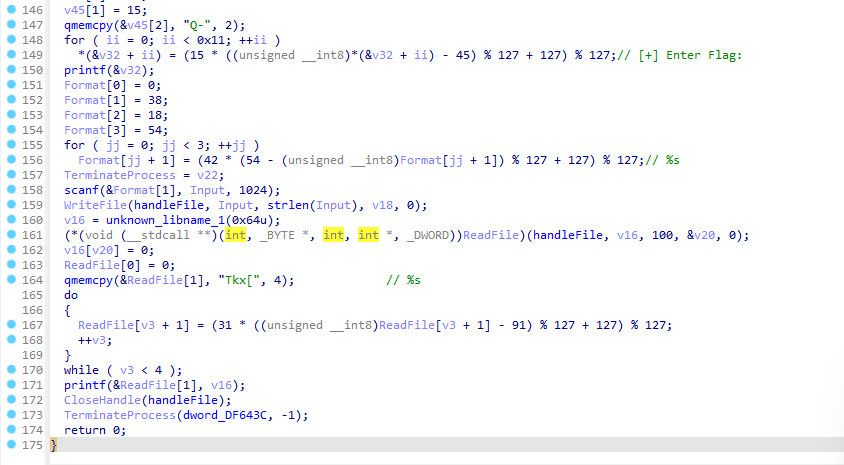 146 v45[1] = 15;
147 qmemcpy(&v45[2], "Q-", 2);
148 for ( ii = 0; ii < 0x11; ++ii )
149 *(&v32 + ii) = (15 * ((unsigned __int8)*(&v32 + ii) - 45) % 127 + 127) % 127;// [+] Enter Flag:
150 printf(&v32);
151 Format[0] = 0;
152 Format[1] = 38;
153 Format[2] = 18;
154 Format[3] = 54;
155 for ( jj = 0; jj < 3; ++jj )
156 Format[jj + 1] = (42 * (54 - (unsigned __int8)Format[jj + 1]) % 127 + 127) % 127;// %s
157 TerminateProcess = v22;
158 scanf(&Format[1], Input, 1024);
159 WriteFile(handleFile, Input, strlen(Input), v18, 0);
160 v16 = unknown_libname_1(0x64u);
161 (*(void (__stdcall **)(int, _BYTE *, int, int *, _DWORD))ReadFile)(handleFile, v16, 100, &v20, 0);
162 v16[v20] = 0;
163 ReadFile[0] = 0;
164 qmemcpy(&ReadFile[1], "Tkx[", 4); // %s
165 do
166 {
167 ReadFile[v3 + 1] = (31 * ((unsigned __int8)ReadFile[v3 + 1] - 91) % 127 + 127) % 127;
168 ++v3;
169 }
170 while ( v3 < 4 );
171 printf(&ReadFile[1], v16);
172 CloseHandle(handleFile);
173 TerminateProcess(dword_DF643C, -1);
174 return 0;
175 }